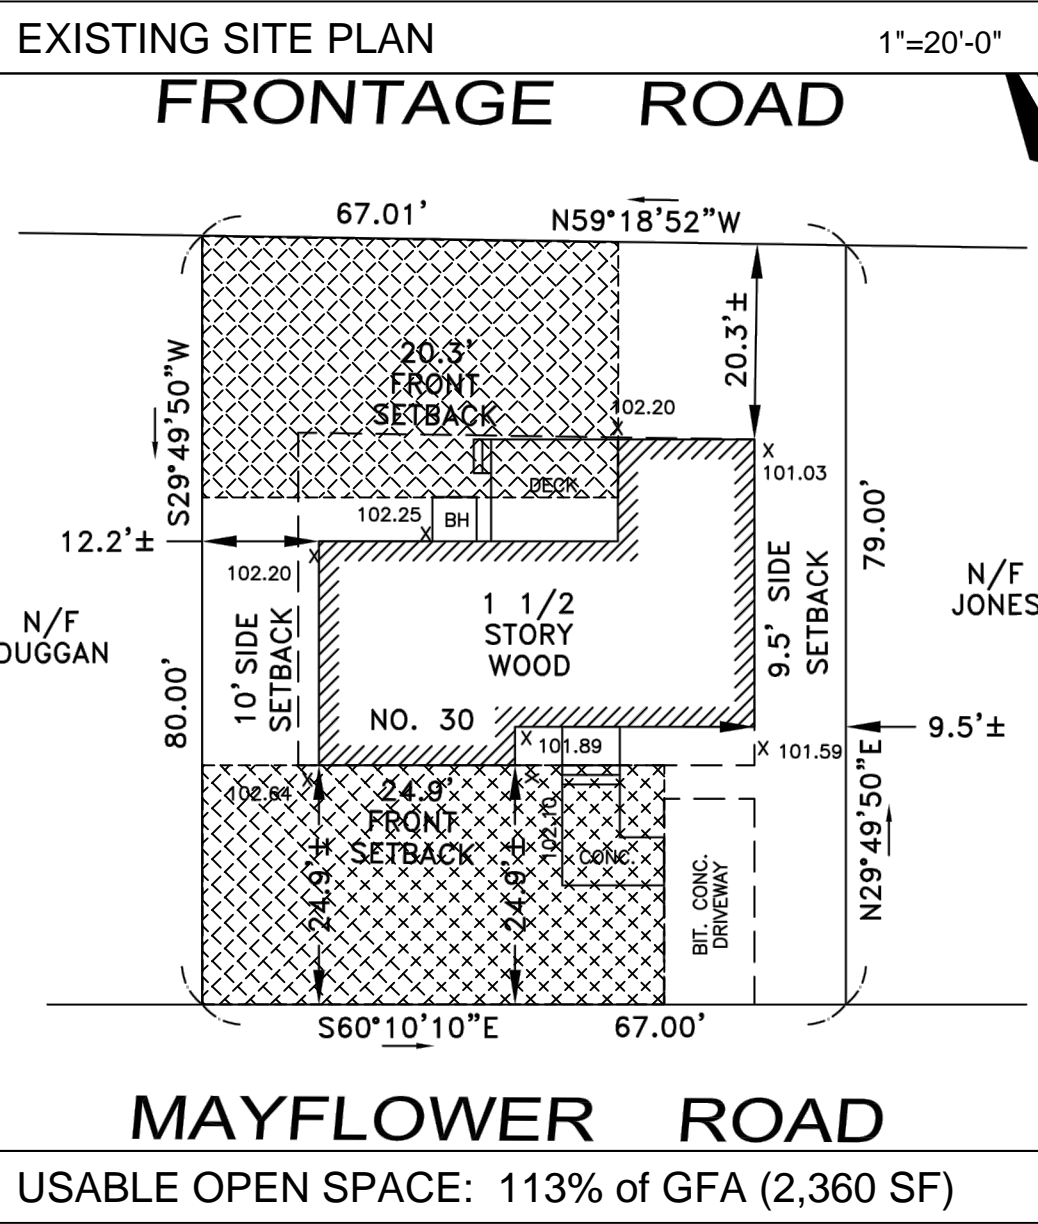 EXISTING SITE PLAN
1"=20'-0"
FRONTAGE ROAD
67.01'
N59°18'52"W
20.3'±
S29°49'50"W
20.3'
FRONT
SETBACK
102.20
101.03
DECK
102.25
BH
12.2'±
102.20
79.00'
9.5' SIDE
SETBACK
N/F
JONES
N/F
DUGGAN
1 1/2
STORY
WOOD
10' SIDE
SETBACK
80.00'
NO. 30
101.89
101.59
9.5'±
102.64
24.9'
FRONT
SETBACK
24.9'±
24.9'±
102.10
CONC.
BIT. CONC.
DRIVEWAY
N29°49'50"E
S60°10'10"E
67.00'
MAYFLOWER ROAD
USABLE OPEN SPACE: 113% of GFA (2,360 SF)